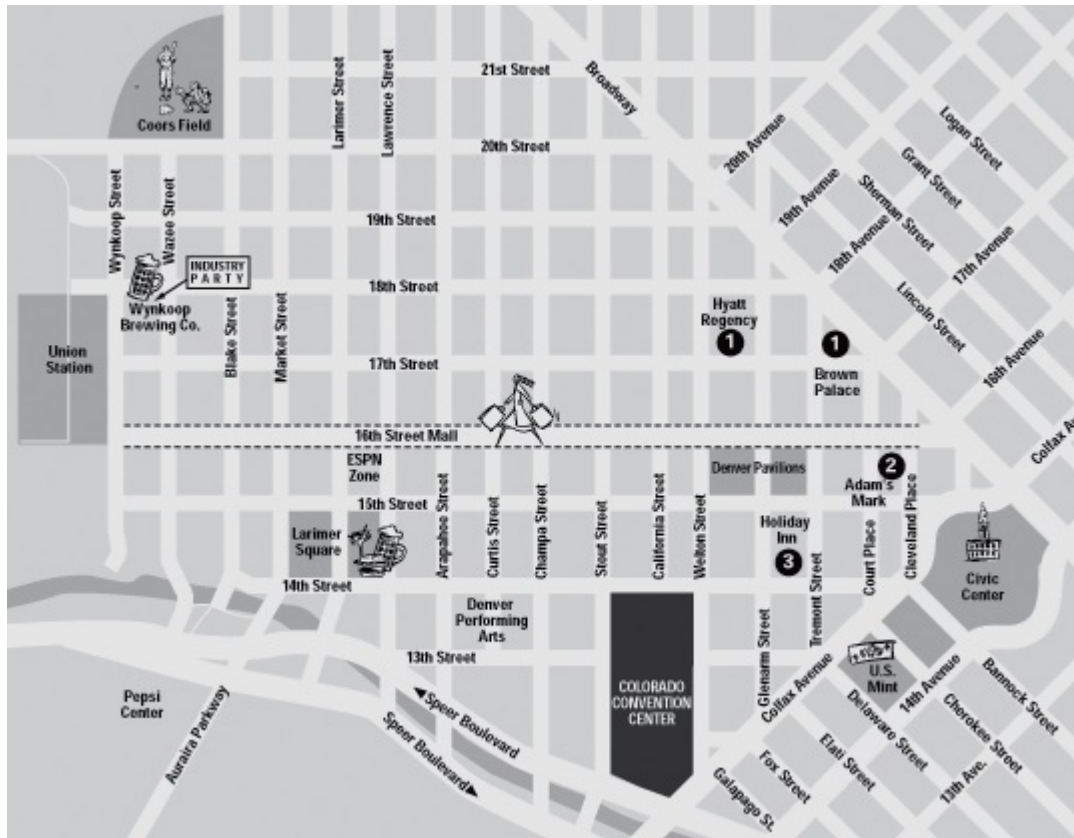 Coors Field
Larimer Street
Lawrence Street
21st Street
Broadway
20th Street
20th Avenue
Logan Street
Grant Street
Sherman Street
19th Avenue
18th Avenue
17th Avenue
Lincoln Street
16th Avenue
Colfax Av
Wynkoop Street
Wazee Street
19th Street
INDUSTRY
PARTY
18th Street
Wynkoop
Brewing Co.
Hyatt
Regency
1
1
Brown
Palace
Union
Station
Blake Street
Market Street
17th Street
16th Street Mall
ESPN
Zone
Denver Pavilions
2
Adam's
Mark
15th Street
Larimer
Square
Arapahoe Street
Curtis Street
Champa Street
Stout Street
California Street
Welton Street
Holiday
Inn
3
Tremont Street
Court Place
Cleveland Place
Civic
Center
14th Street
Denver
Performing
Arts
13th Street
Glenarm Street
Colfax Avenue
U.S.
Mint
14th Avenue
Bannock Street
Cherokee Street
Delaware Street
13th Ave.
Elati Street
Fox Street
Galapago St.
COLORADO
CONVENTION
CENTER
Pepsi
Center
Auraira Parkway
Speer Boulevard
Speer Boulevard